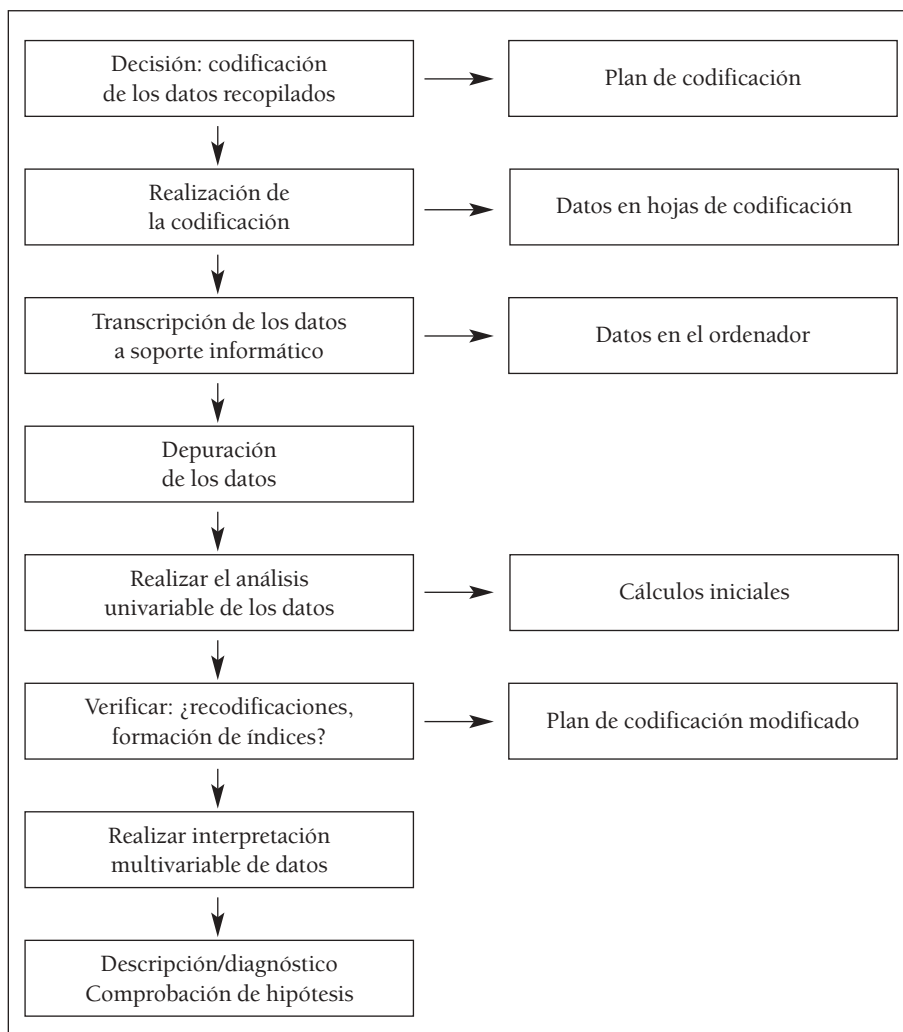 Decisión: codificación
de los datos recopilados
Plan de codificación
Realización de
la codificación
Datos en hojas de codificación
Transcripción de los datos
a soporte informático
Datos en el ordenador
Depuración
de los datos
Realizar el análisis
univariable de los datos
Cálculos iniciales
Verificar: ¿recodificaciones,
formación de índices?
Plan de codificación modificado
Realizar interpretación
multivariable de datos
Descripción/diagnóstico
Comprobación de hipótesis